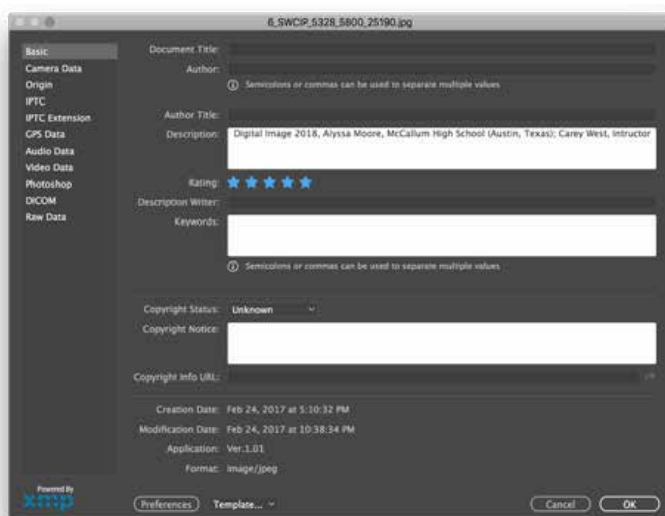 6_SWCIP_5328_5800_25190.jpg
Basic
Camera Data
Origin
IPTC
IPTC Extension
GPS Data
Audio Data
Video Data
Photoshop
DICOM
Raw Data
Document Title:
Author:
Semicolons or commas can be used to separate multiple values
Author Title:
Description: Digital Image 2018, Alyssa Moore, McCallum High School (Austin, Texas); Carey West, Intructor
Rating:
Description Writer:
Keywords:
Semicolons or commas can be used to separate multiple values
Copyright Status: Unknown
Copyright Notice:
Copyright Info URL:
Creation Date: Feb 24, 2017 at 5:10:32 PM
Modification Date: Feb 24, 2017 at 10:38:34 PM
Application: Ver.1.01
Format: image/jpeg
Powered By
xmp
Preferences Template... Cancel OK